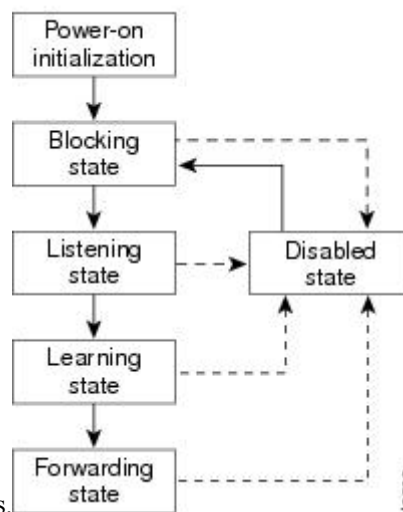 Power-on
initialization
Blocking
state
Listening
state
Disabled
state
Learning
state
Forwarding
state
s.